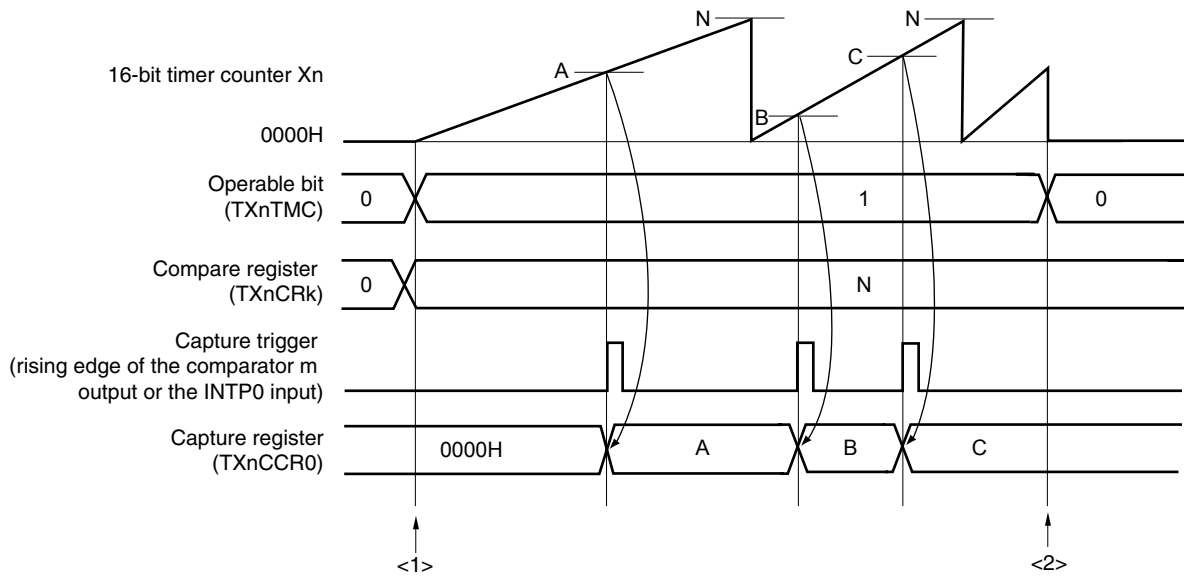 N
N
A
C
16-bit timer counter Xn
B
0000H
Operable bit
(TXnTMC)
0
1
0
Compare register
(TXnCRk)
0
N
Capture trigger
(rising edge of the comparator m
output or the INTP0 input)
Capture register
(TXnCCR0)
0000H
A
B
C
<1>
<2>